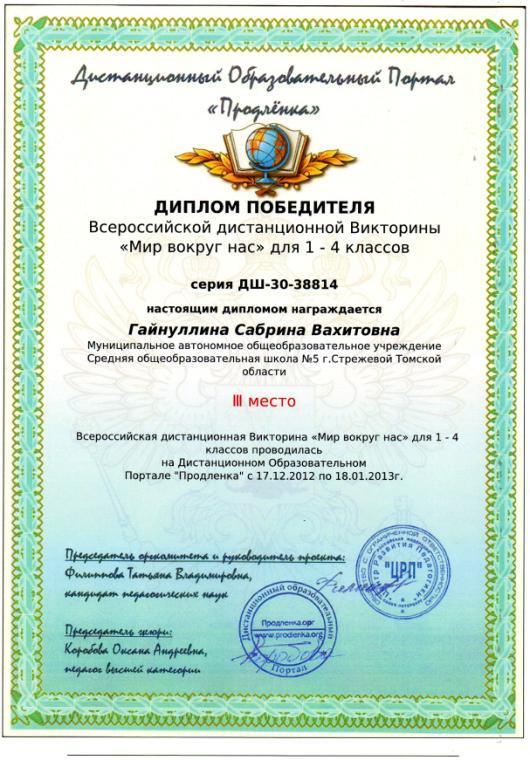 Дистанционный Образовательный Портал
«Продлёнка»
ДИПЛОМ ПОБЕДИТЕЛЯ
Всероссийской дистанционной Викторины
«Мир вокруг нас» для 1 - 4 классов
серия ДШ-30-38814
настоящим дипломом награждается
Гайнуллина Сабрина Вахитовна
Муниципальное автономное общеобразовательное учреждение
Средняя общеобразовательная школа №5 г.Стрежевой Томской
области
III место
Всероссийская дистанционная Викторина «Мир вокруг нас» для 1 - 4
классов проводилась
на Дистанционном Образовательном
Портале "Продленка" с 17.12.2012 по 18.01.2013г.
Председатель оргкомитета и руководитель проекта:
Филиппова Татьяна Владимировна,
кандидат педагогических наук
Председатель жюри:
Коробова Оксана Андреевна,
педагог высшей категории
Дистанционный образовательный
Продленка.орг
www.prodlenka.org
Портал
Центр Развития Педагогики
"ЦРП"